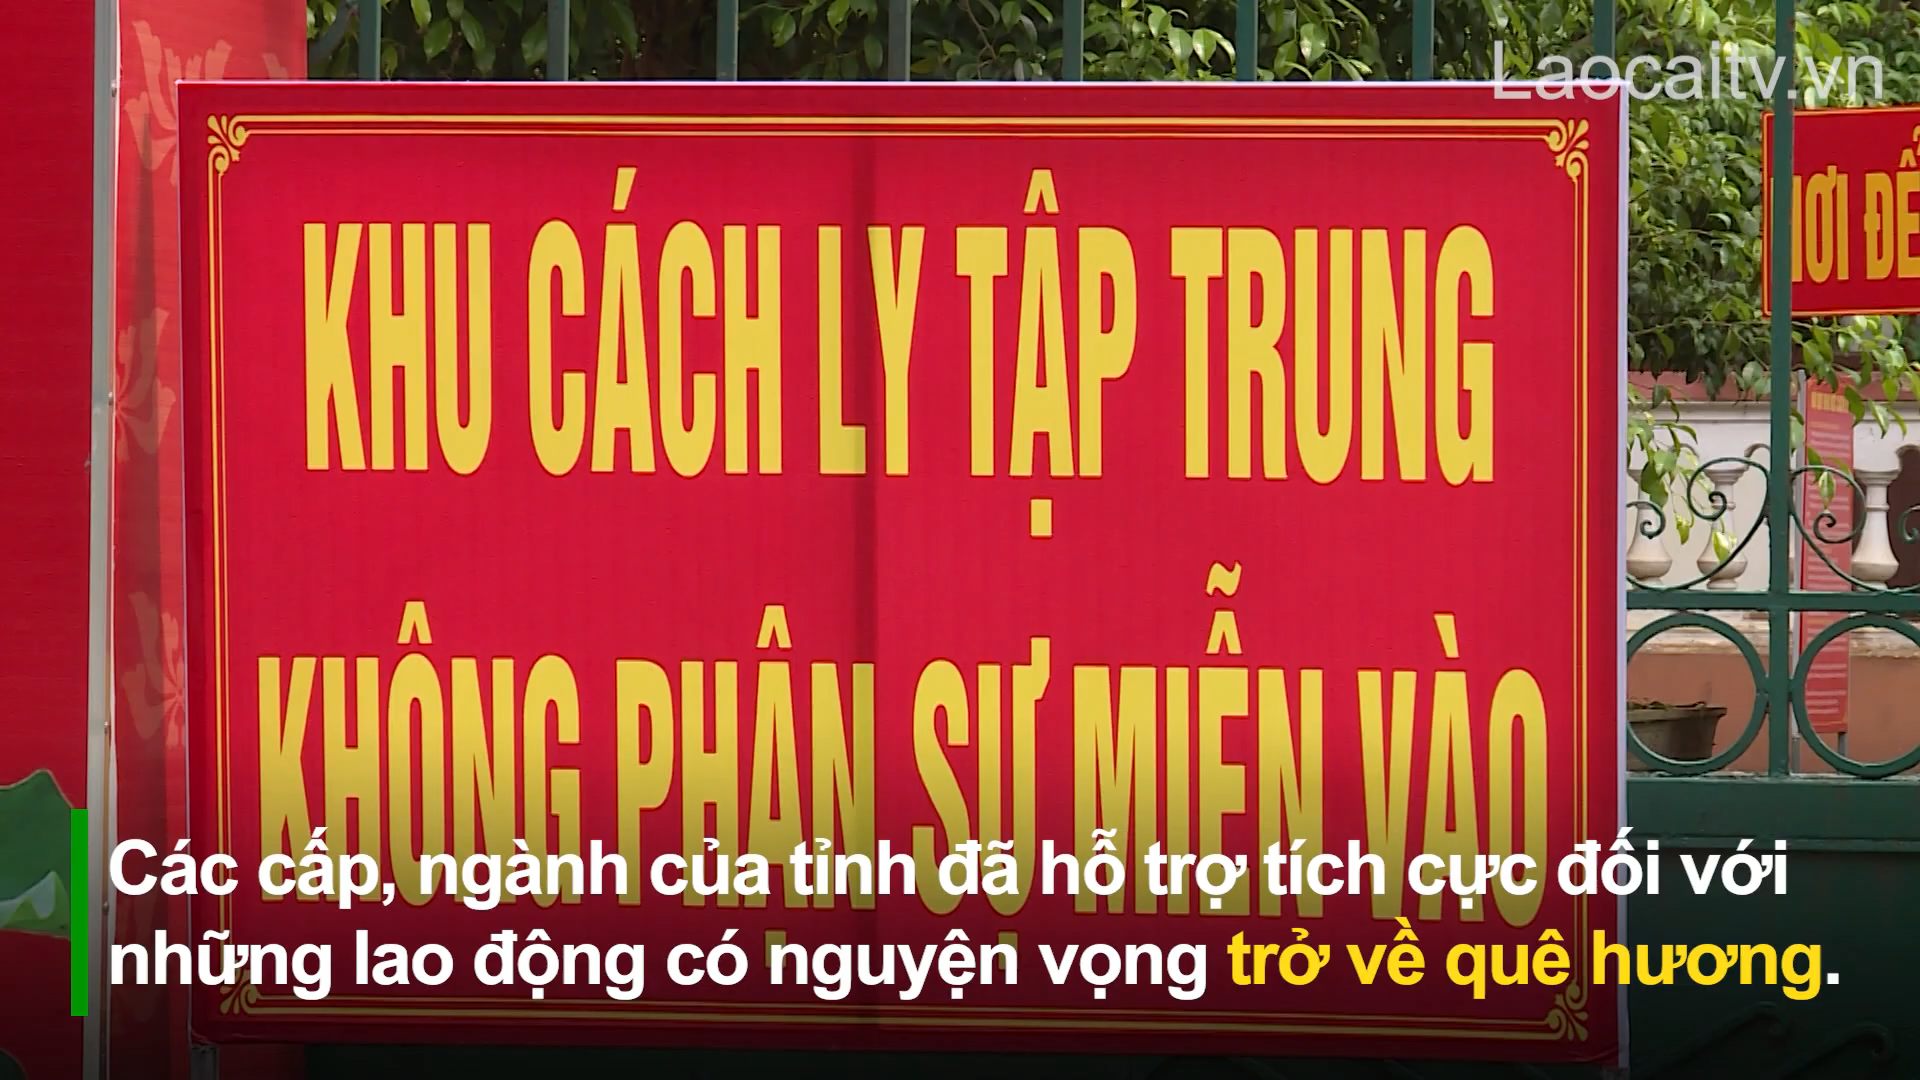 Laocaitv.vn
KHU CÁCH LY TẬP TRUNG
KHÔNG PHẬN SỰ MIỄN VÀO
Các cấp, ngành của tỉnh đã hỗ trợ tích cực đối với
những lao động có nguyện vọng trở về quê hương.